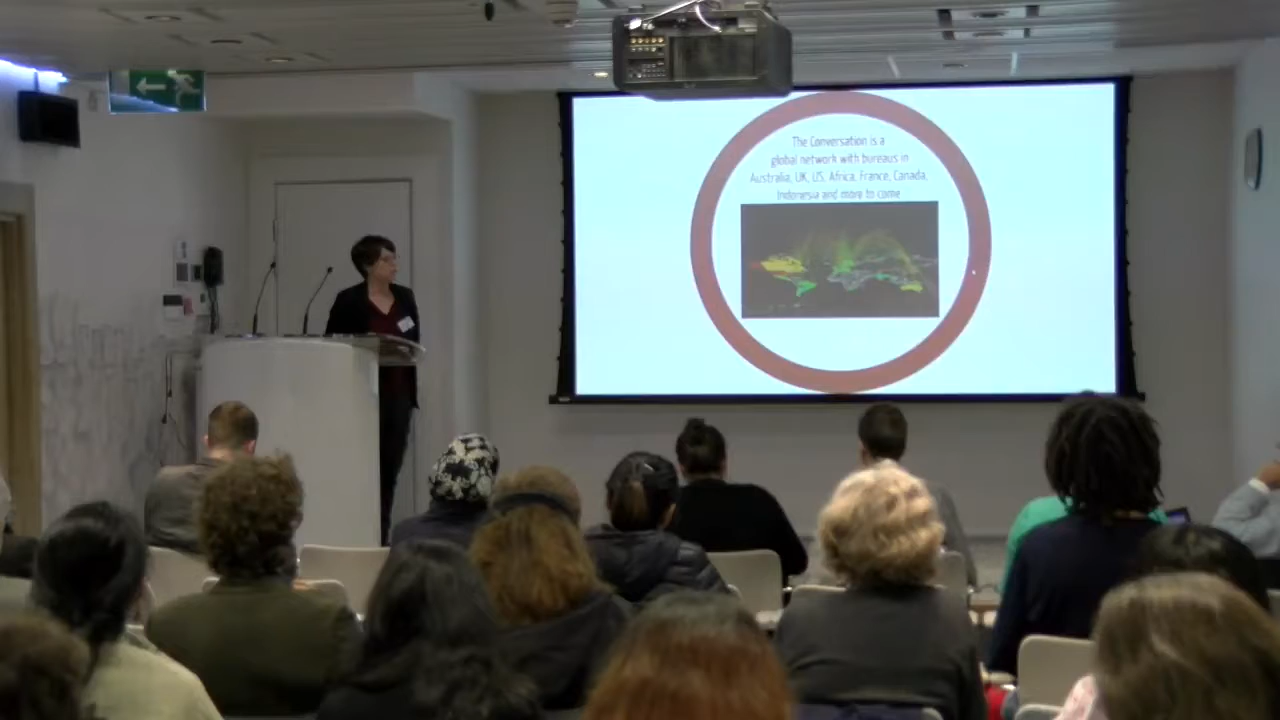 The Conversation is a
global network with bureaus in
Australia, UK, US, Africa, France, Canada,
Indonesia and more to come